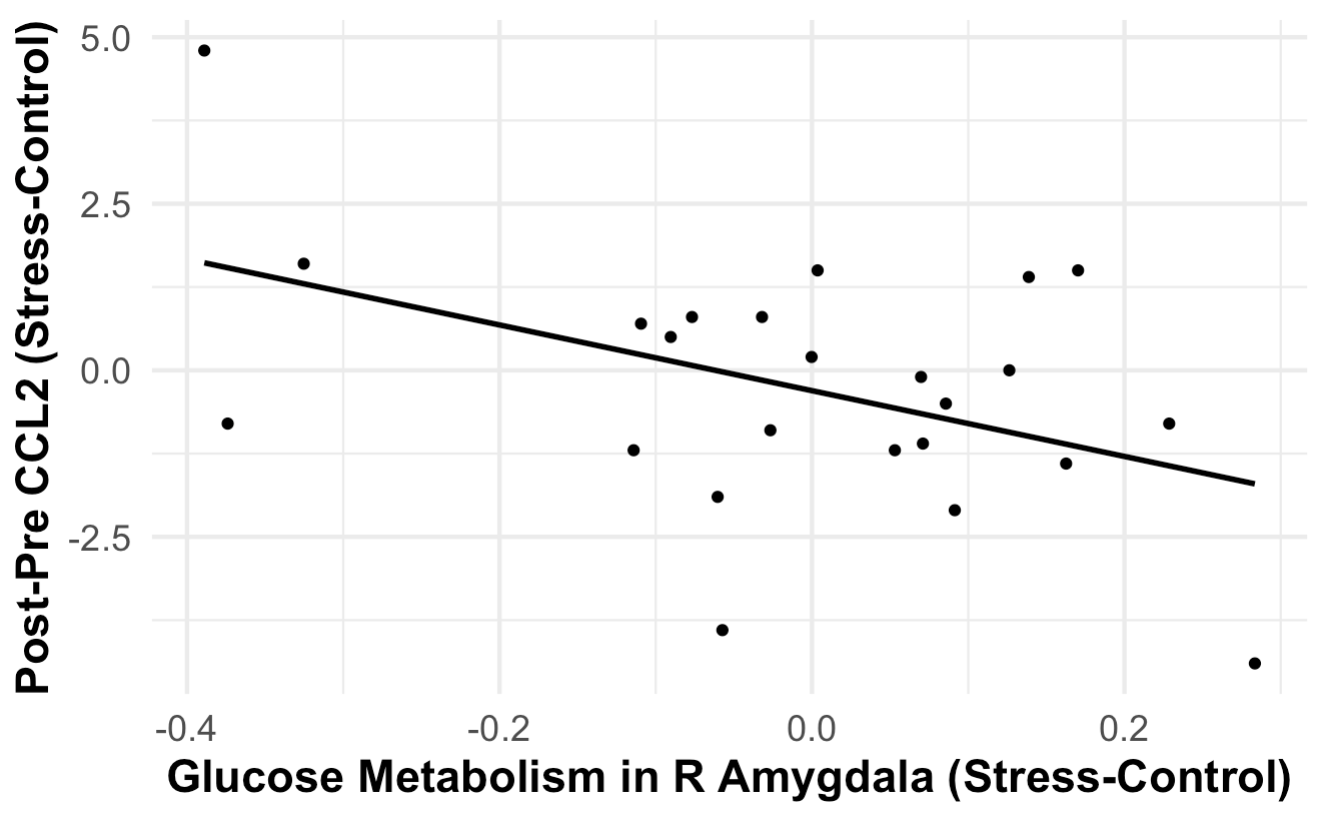 Post-Pre CCL2 (Stress-Control)
5.0
2.5
0.0
-2.5
-0.4 -0.2 0.0 0.2
Glucose Metabolism in R Amygdala (Stress-Control)